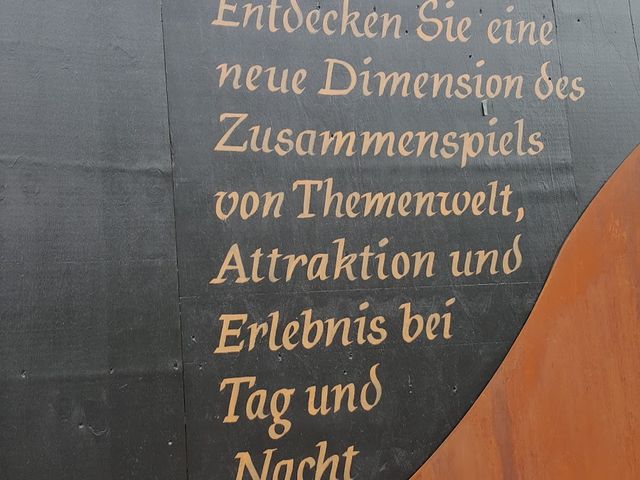 Entdecken Sie eine
neue Dimension des
Zusammenspiels
von Themenwelt,
Attraktion und
Erlebnis bei
Tag und
Nacht